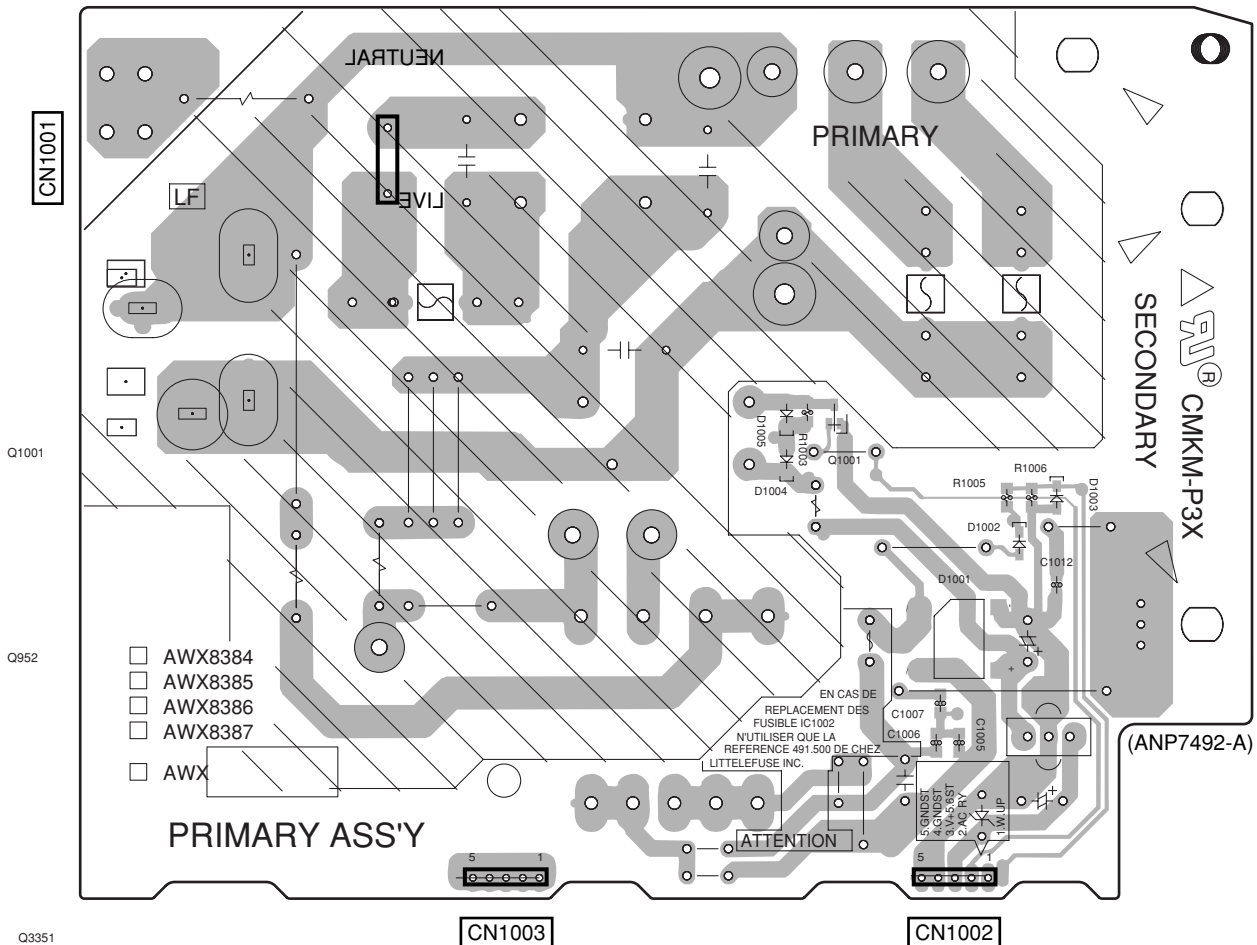 NEUTRAL
CN1001
PRIMARY
LF
LIVE
SECONDARY
R
CMKM-P3X
D1005
R1003
Q1001
Q1001
D1004
R1006
R1005
D1003
D1002
C1012
D1001
Q952
AWX8384
AWX8385
AWX8386
AWX8387
AWX
EN CAS DE
REPLACEMENT DES
FUSIBLE IC1002
N'UTILISER QUE LA
REFERENCE 491.500 DE CHEZ
LITTELEFUSE INC.
C1007
C1006
C1005
(ANP7492-A)
5.GNDST
4.GNDST
3.V+5.6ST
2.AC RY
1.W.UP
PRIMARY ASS'Y
ATTENTION
5 1
5 1
CN1003
CN1002
Q3351